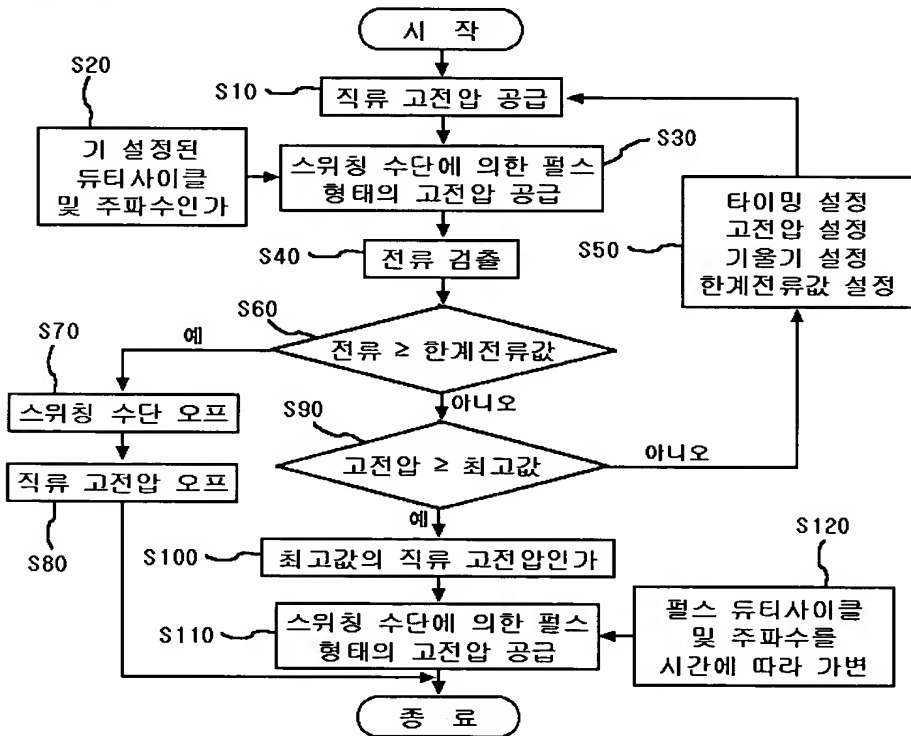 시 작
S20
S10
직류 고전압 공급
S30
기 설정된
듀티사이클
및 주파수인가
스위칭 수단에 의한 펄스
형태의 고전압 공급
타이밍 설정
고전압 설정
기울기 설정
한계전류값 설정
S50
S40
전류 검출
S60
예
전류 ≥ 한계전류값
S70
스위칭 수단 오프
아니오
S90
고전압 ≥ 최고값
아니오
직류 고전압 오프
S80
예
S100
최고값의 직류 고전압인가
S120
S110
스위칭 수단에 의한 펄스
형태의 고전압 공급
펄스 듀티사이클
및 주파수를
시간에 따라 가변
종 료